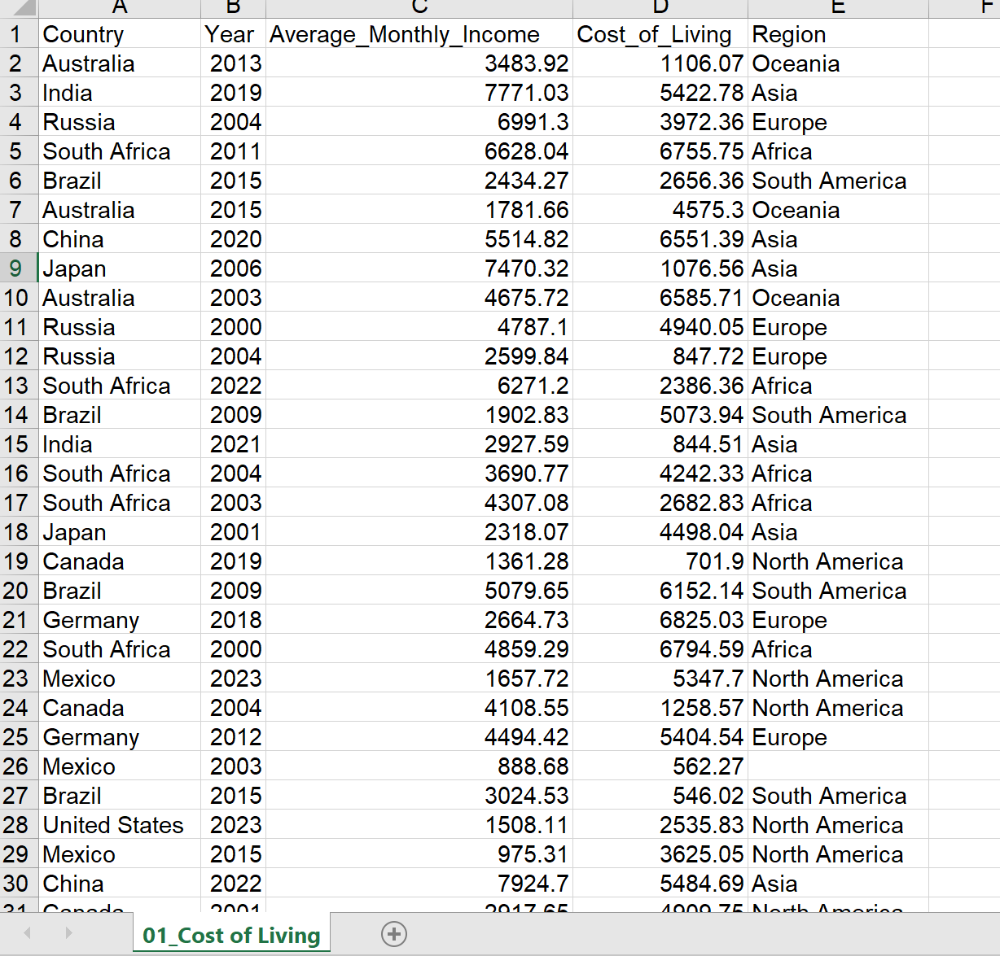 A B C D E F
1 Country Year Average_Monthly_Income Cost_of_Living Region
2 Australia 2013 3483.92 1106.07 Oceania
3 India 2019 7771.03 5422.78 Asia
4 Russia 2004 6991.3 3972.36 Europe
5 South Africa 2011 6628.04 6755.75 Africa
6 Brazil 2015 2434.27 2656.36 South America
7 Australia 2015 1781.66 4575.3 Oceania
8 China 2020 5514.82 6551.39 Asia
9 Japan 2006 7470.32 1076.56 Asia
10 Australia 2003 4675.72 6585.71 Oceania
11 Russia 2000 4787.1 4940.05 Europe
12 Russia 2004 2599.84 847.72 Europe
13 South Africa 2022 6271.2 2386.36 Africa
14 Brazil 2009 1902.83 5073.94 South America
15 India 2021 2927.59 844.51 Asia
16 South Africa 2004 3690.77 4242.33 Africa
17 South Africa 2003 4307.08 2682.83 Africa
18 Japan 2001 2318.07 4498.04 Asia
19 Canada 2019 1361.28 701.9 North America
20 Brazil 2009 5079.65 6152.14 South America
21 Germany 2018 2664.73 6825.03 Europe
22 South Africa 2000 4859.29 6794.59 Africa
23 Mexico 2023 1657.72 5347.7 North America
24 Canada 2004 4108.55 1258.57 North America
25 Germany 2012 4494.42 5404.54 Europe
26 Mexico 2003 888.68 562.27
27 Brazil 2015 3024.53 546.02 South America
28 United States 2023 1508.11 2535.83 North America
29 Mexico 2015 975.31 3625.05 North America
30 China 2022 7924.7 5484.69 Asia
31 Canada 2001 2917.65 4909.75 North America
01_Cost of Living